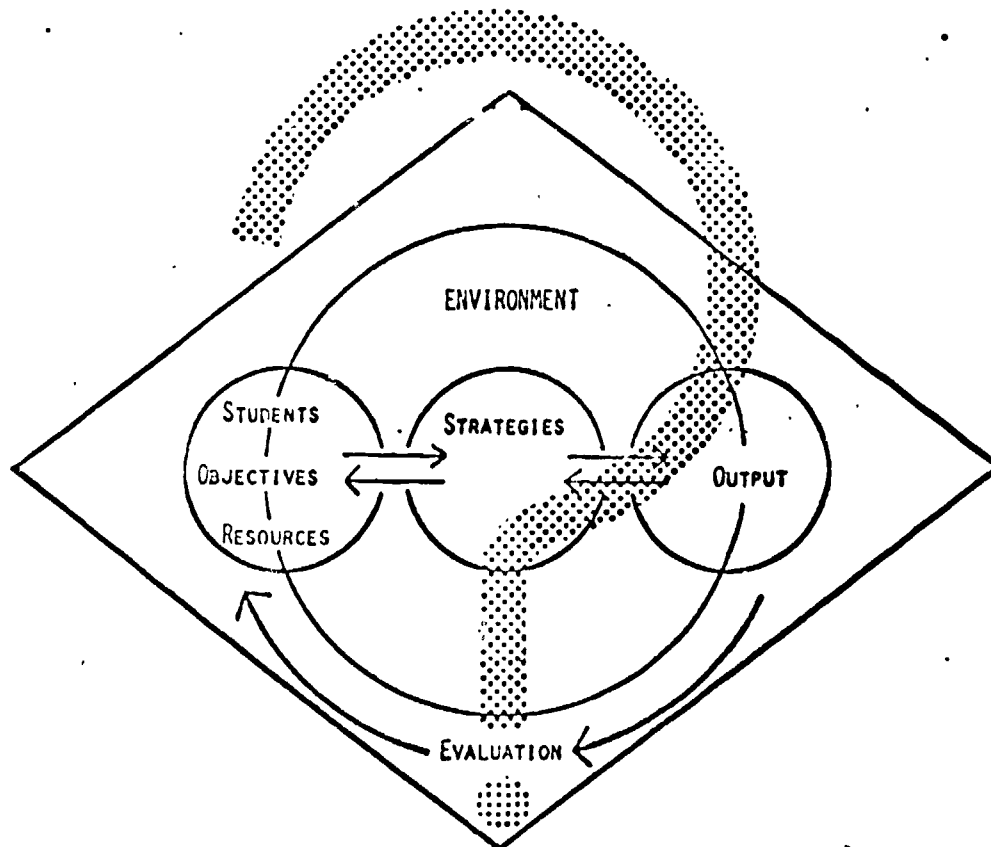 ENVIRONMENT
STUDENTS
STRATEGIES
OBJECTIVES
OUTPUT
RESOURCES
EVALUATION